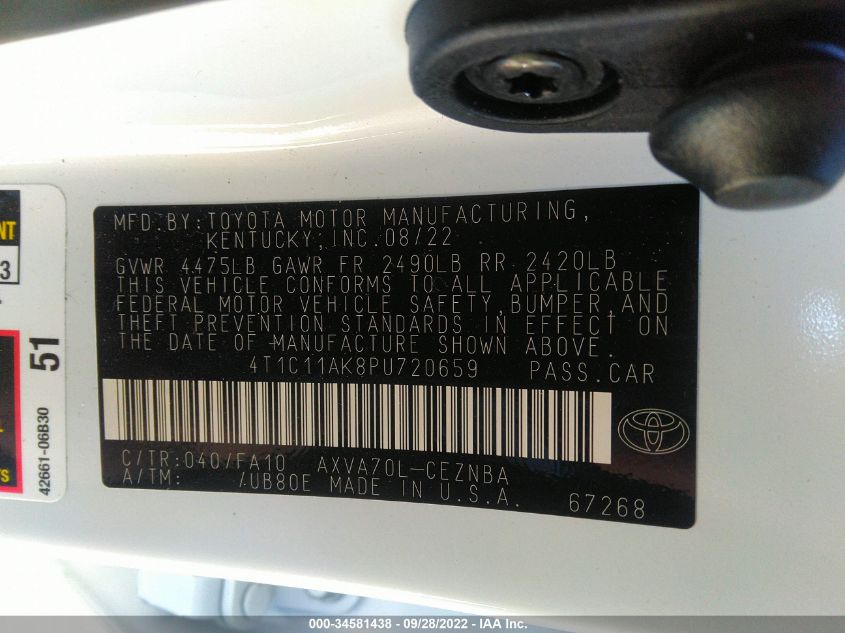 MFD.BY:TOYOTA MOTOR MANUFACTURING,
KENTUCKY,INC.08/22
GVWR 4475LB GAWR FR 2490LB RR 2420LB
THIS VEHICLE CONFORMS TO ALL APPLICABLE
FEDERAL MOTOR VEHICLE SAFETY,BUMPER,AND
THEFT PREVENTION STANDARDS IN EFFECT ON
THE DATE OF MANUFACTURE SHOWN ABOVE.
4T1C11AK8PU720659 PASS.CAR
C/TR:040/FA10 AXVA70L-CEZNBA
A/TM: /UB80E MADE IN U.S.A.
67268
NT
3
51
42661-06B30
000-34581438 - 09/28/2022 - IAA Inc.